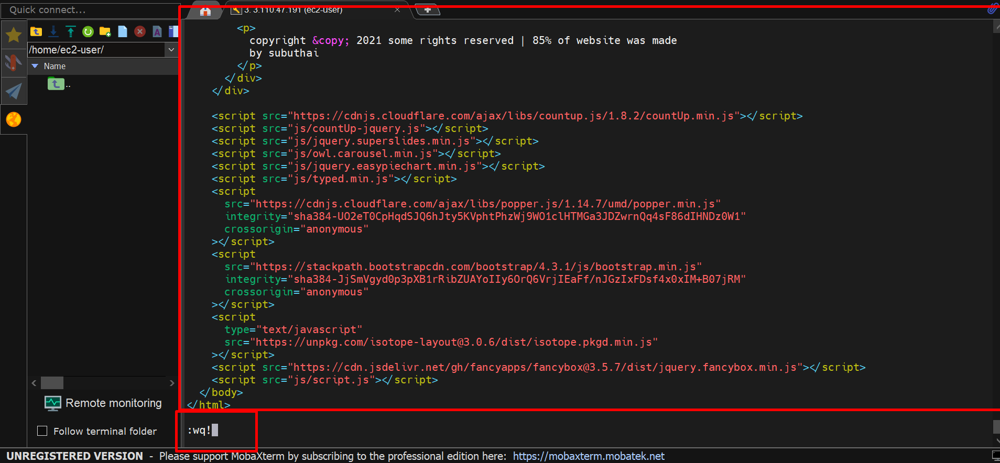 Quick connect...
3. 3.110.47.191 (ec2-user)
/home/ec2-user/
Name
..
<p>
copyright &copy; 2021 some rights reserved | 85% of website was made
by subuthai
</p>
</div>
</div>
<script src="https://cdnjs.cloudflare.com/ajax/libs/countup.js/1.8.2/countUp.min.js"></script>
<script src="js/countUp-jquery.js"></script>
<script src="js/jquery.superslides.min.js"></script>
<script src="js/owl.carousel.min.js"></script>
<script src="js/jquery.easypiechart.min.js"></script>
<script src="js/typed.min.js"></script>
<script
src="https://cdnjs.cloudflare.com/ajax/libs/popper.js/1.14.7/umd/popper.min.js"
integrity="sha384-UO2eT0CpHqdSJQ6hJty5KVphtPhzWj9WO1clHTMGa3JDZwrnQq4sF86dIHNDz0W1"
crossorigin="anonymous"
></script>
<script
src="https://stackpath.bootstrapcdn.com/bootstrap/4.3.1/js/bootstrap.min.js"
integrity="sha384-JjSmVgyd0p3pXB1rRibZUAYoIIy6OrQ6VrjIEaFf/nJGzIxFDsf4x0xIM+B07jRM"
crossorigin="anonymous"
></script>
<script
type="text/javascript"
src="https://unpkg.com/isotope-layout@3.0.6/dist/isotope.pkgd.min.js"
></script>
<script src="https://cdn.jsdelivr.net/gh/fancyapps/fancybox@3.5.7/dist/jquery.fancybox.min.js"></script>
<script src="js/script.js"></script>
</body>
</html>
Remote monitoring
Follow terminal folder
:wq!
UNREGISTERED VERSION - Please support MobaXterm by subscribing to the professional edition here: https://mobaxterm.mobatek.net